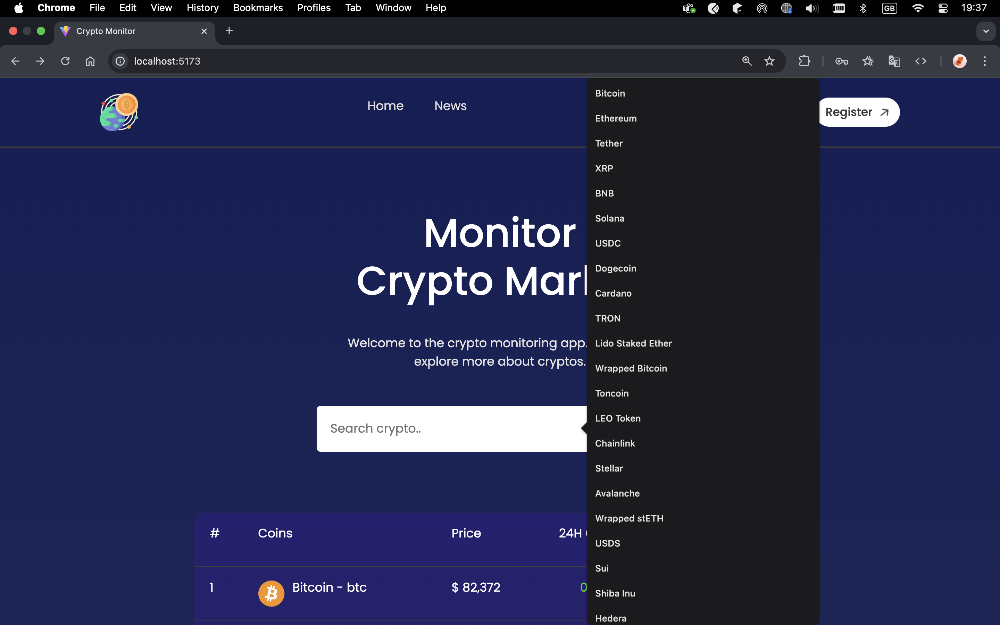 Chrome File Edit View History Bookmarks Profiles Tab Window Help GB 19:37
Crypto Monitor
localhost:5173
Home News Register
Monitor
Crypto Mar
Welcome to the crypto monitoring app.
explore more about cryptos.
Search crypto..
# Coins Price 24H
1 Bitcoin - btc $ 82,372 0
Bitcoin
Ethereum
Tether
XRP
BNB
Solana
USDC
Dogecoin
Cardano
TRON
Lido Staked Ether
Wrapped Bitcoin
Toncoin
LEO Token
Chainlink
Stellar
Avalanche
Wrapped stETH
USDS
Sui
Shiba Inu
Hedera